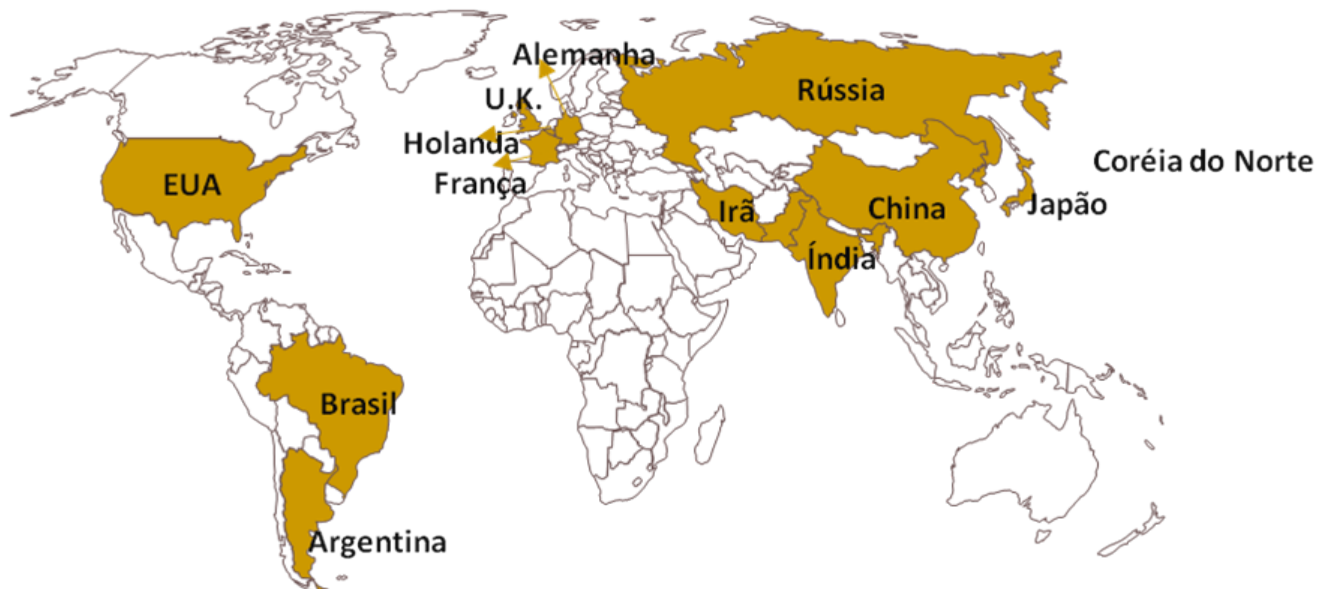 Alemanha
Rússia
U.K.
Holanda
Coréia do Norte
França
EUA
Irã
China
Japão
Índia
Brasil
Argentina